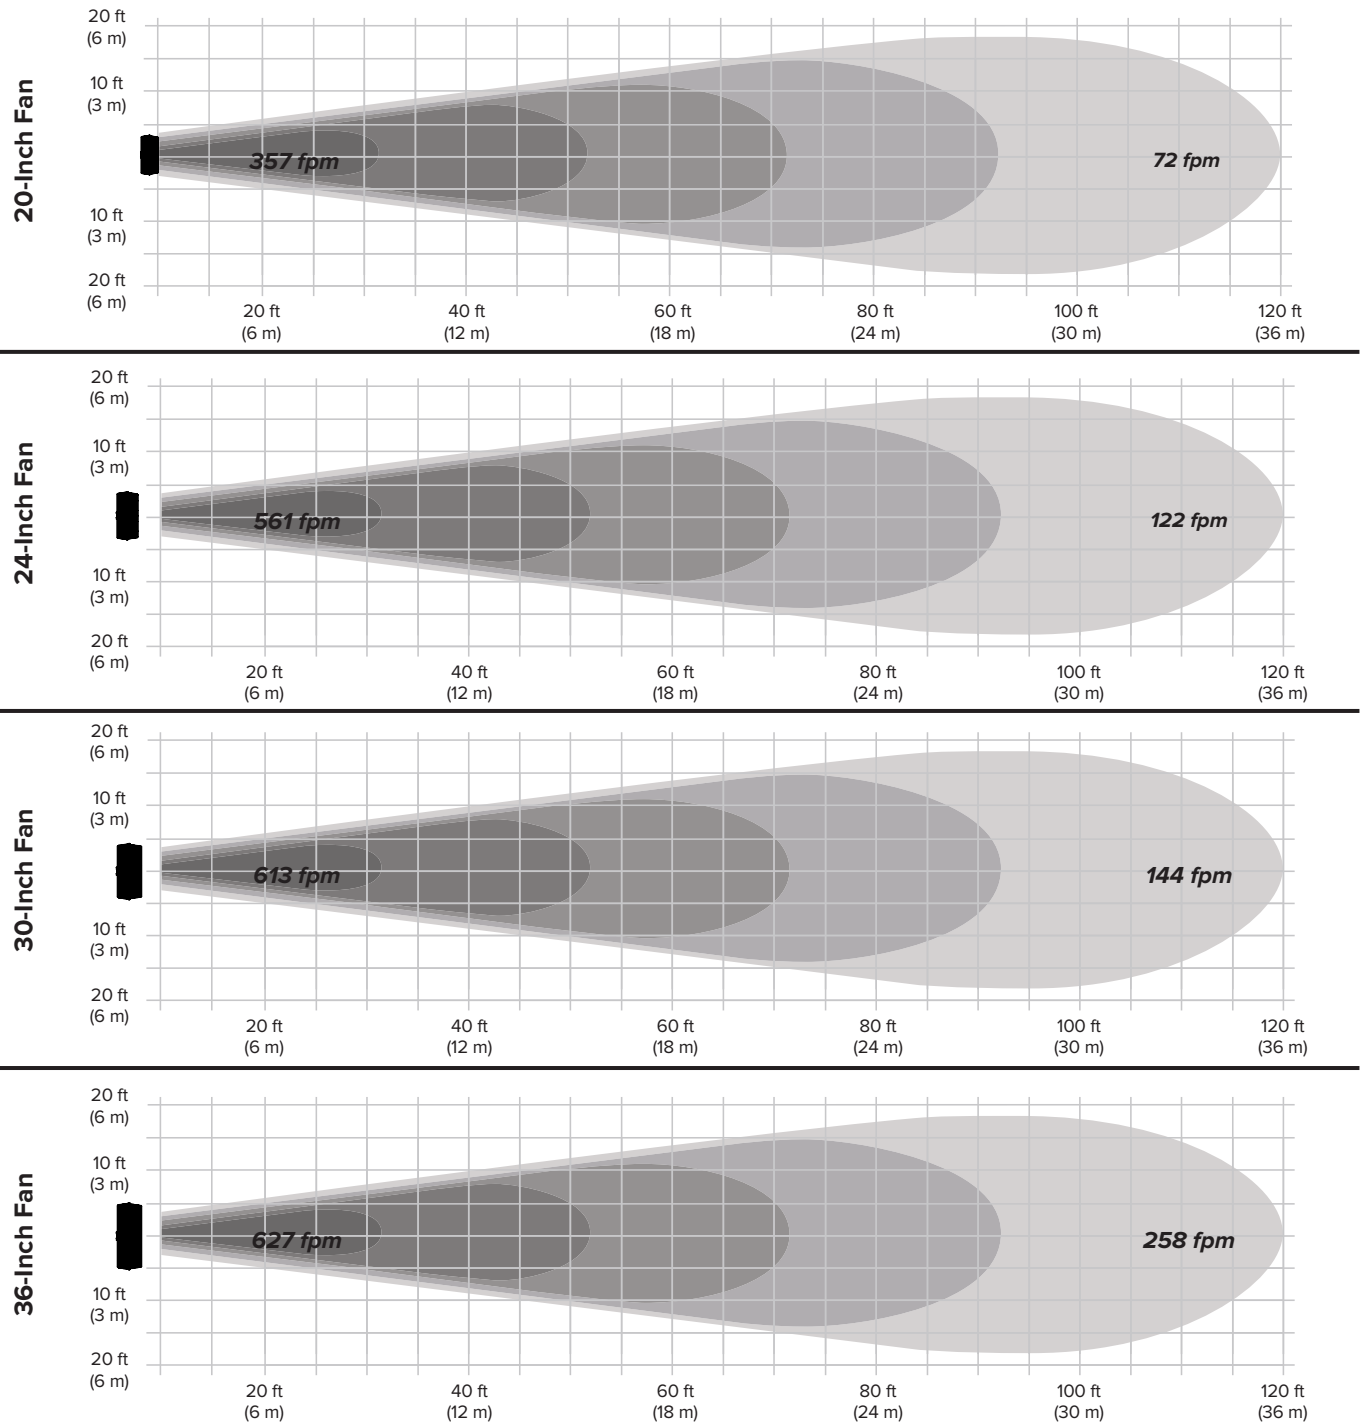 20-Inch Fan
20 ft
(6 m)
10 ft
(3 m)
357 fpm
72 fpm
10 ft
(3 m)
20 ft
(6 m)
20 ft 40 ft 60 ft 80 ft 100 ft 120 ft
(6 m) (12 m) (18 m) (24 m) (30 m) (36 m)
24-Inch Fan
20 ft
(6 m)
10 ft
(3 m)
561 fpm
122 fpm
10 ft
(3 m)
20 ft
(6 m)
20 ft 40 ft 60 ft 80 ft 100 ft 120 ft
(6 m) (12 m) (18 m) (24 m) (30 m) (36 m)
30-Inch Fan
20 ft
(6 m)
10 ft
(3 m)
613 fpm
144 fpm
10 ft
(3 m)
20 ft
(6 m)
20 ft 40 ft 60 ft 80 ft 100 ft 120 ft
(6 m) (12 m) (18 m) (24 m) (30 m) (36 m)
36-Inch Fan
20 ft
(6 m)
10 ft
(3 m)
627 fpm
258 fpm
10 ft
(3 m)
20 ft
(6 m)
20 ft 40 ft 60 ft 80 ft 100 ft 120 ft
(6 m) (12 m) (18 m) (24 m) (30 m) (36 m)